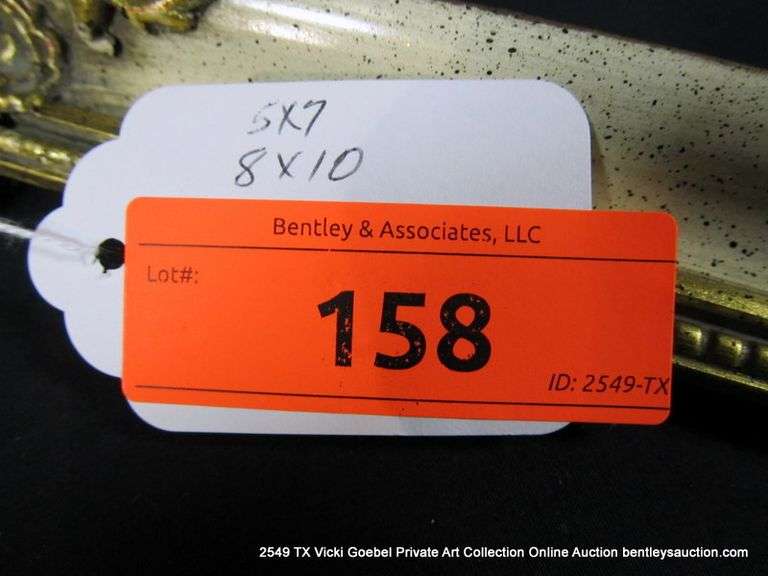 5X7
8X10
Bentley & Associates, LLC
Lot#:
158
ID: 2549-TX
2549 TX Vicki Goebel Private Art Collection Online Auction bentleysauction.com